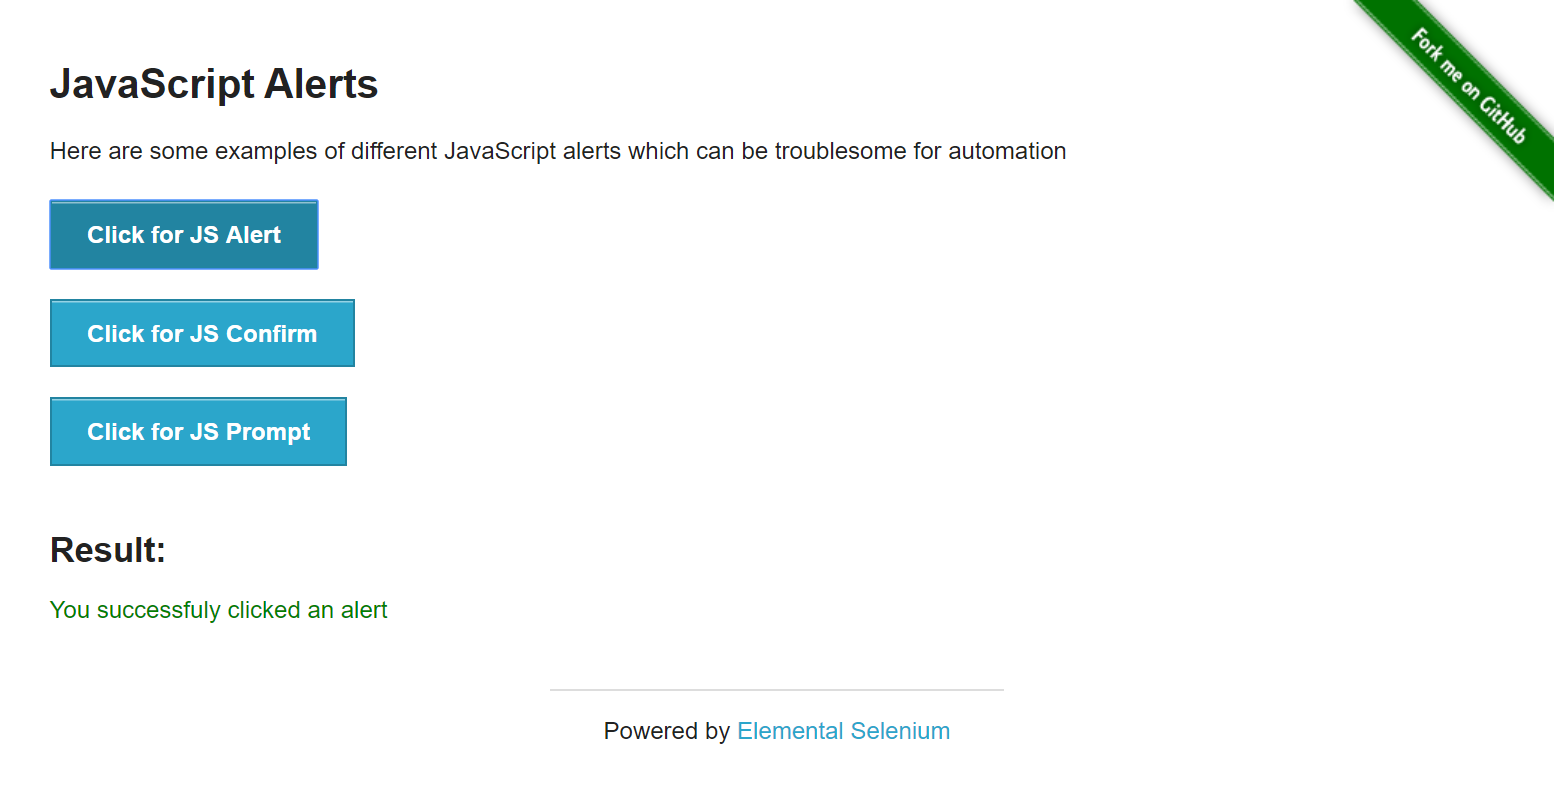 Fork me on GitHub
JavaScript Alerts
Here are some examples of different JavaScript alerts which can be troublesome for automation
Click for JS Alert
Click for JS Confirm
Click for JS Prompt
Result:
You successfuly clicked an alert
Powered by Elemental Selenium